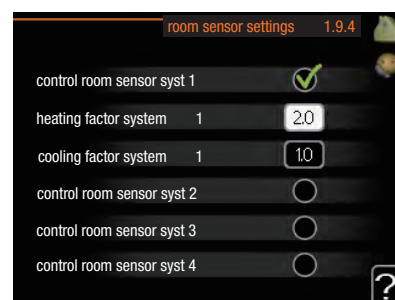 room sensor settings 1.9.4
control room sensor syst 1
heating factor system 1 2.0
cooling factor system 1 1.0
control room sensor syst 2
control room sensor syst 3
control room sensor syst 4
?